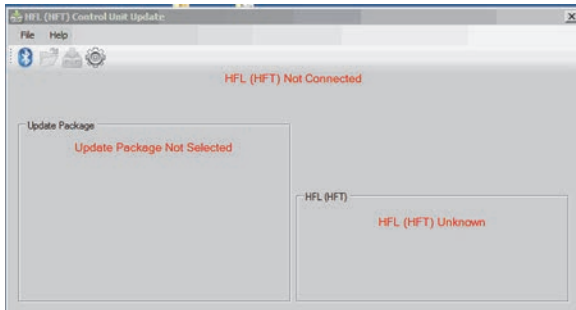 HFL (HFT) Control Unit Update
File Help
HFL (HFT) Not Connected
Update Package
Update Package Not Selected
HFL (HFT)
HFL (HFT) Unknown